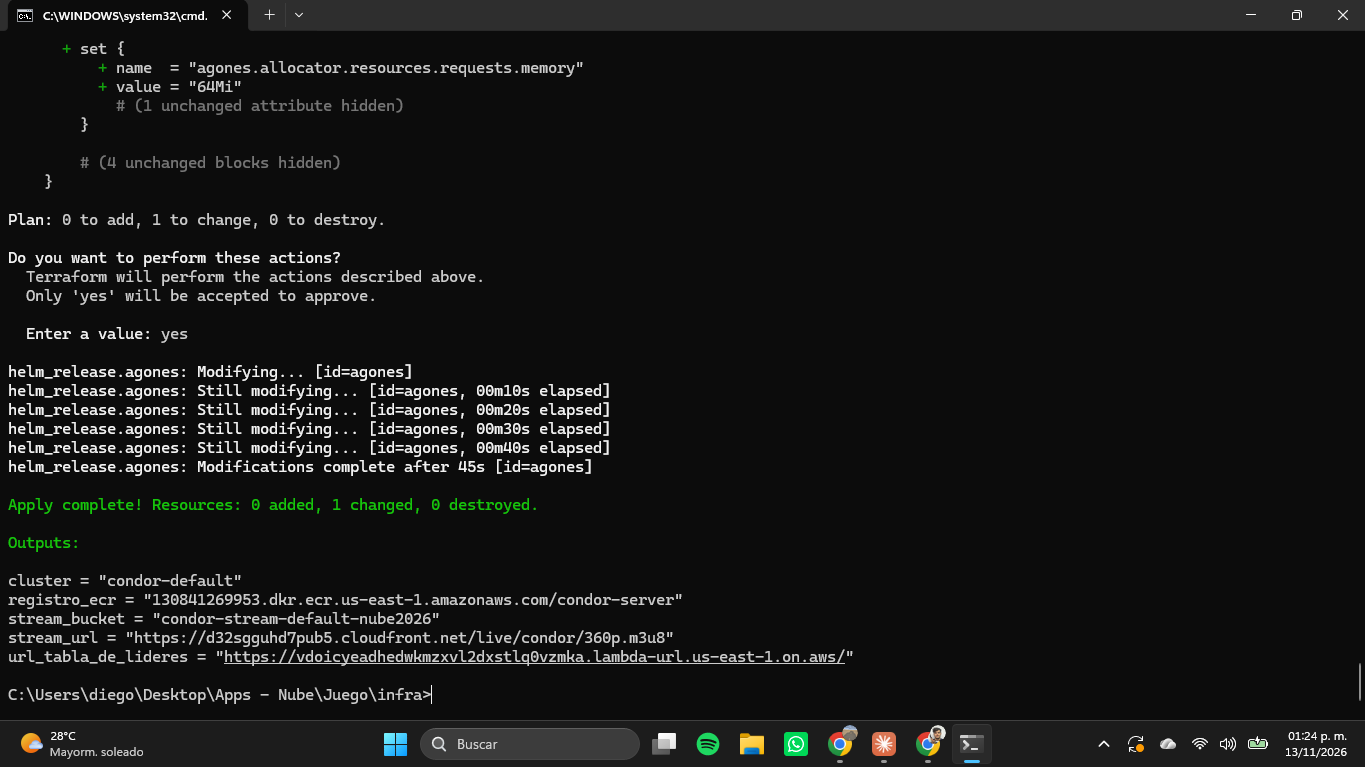 C:\WINDOWS\system32\cmd.
+ set {
+ name  = "agones.allocator.resources.requests.memory"
+ value = "64Mi"
# (1 unchanged attribute hidden)
}
# (4 unchanged blocks hidden)
}
Plan: 0 to add, 1 to change, 0 to destroy.
Do you want to perform these actions?
Terraform will perform the actions described above.
Only 'yes' will be accepted to approve.
Enter a value: yes
helm_release.agones: Modifying... [id=agones]
helm_release.agones: Still modifying... [id=agones, 00m10s elapsed]
helm_release.agones: Still modifying... [id=agones, 00m20s elapsed]
helm_release.agones: Still modifying... [id=agones, 00m30s elapsed]
helm_release.agones: Still modifying... [id=agones, 00m40s elapsed]
helm_release.agones: Modifications complete after 45s [id=agones]
Apply complete! Resources: 0 added, 1 changed, 0 destroyed.
Outputs:
cluster = "condor-default"
registro_ecr = "130841269953.dkr.ecr.us-east-1.amazonaws.com/condor-server"
stream_bucket = "condor-stream-default-nube2026"
stream_url = "https://d32sgguhd7pub5.cloudfront.net/live/condor/360p.m3u8"
url_tabla_de_lideres = "https://vdoicyeadhedwkmzxvl2dxstlq0vzmka.lambda-url.us-east-1.on.aws/"
C:\Users\diego\Desktop\Apps - Nube\Juego\infra>
28°C
Mayorm. soleado
Buscar
01:24 p. m.
13/11/2026